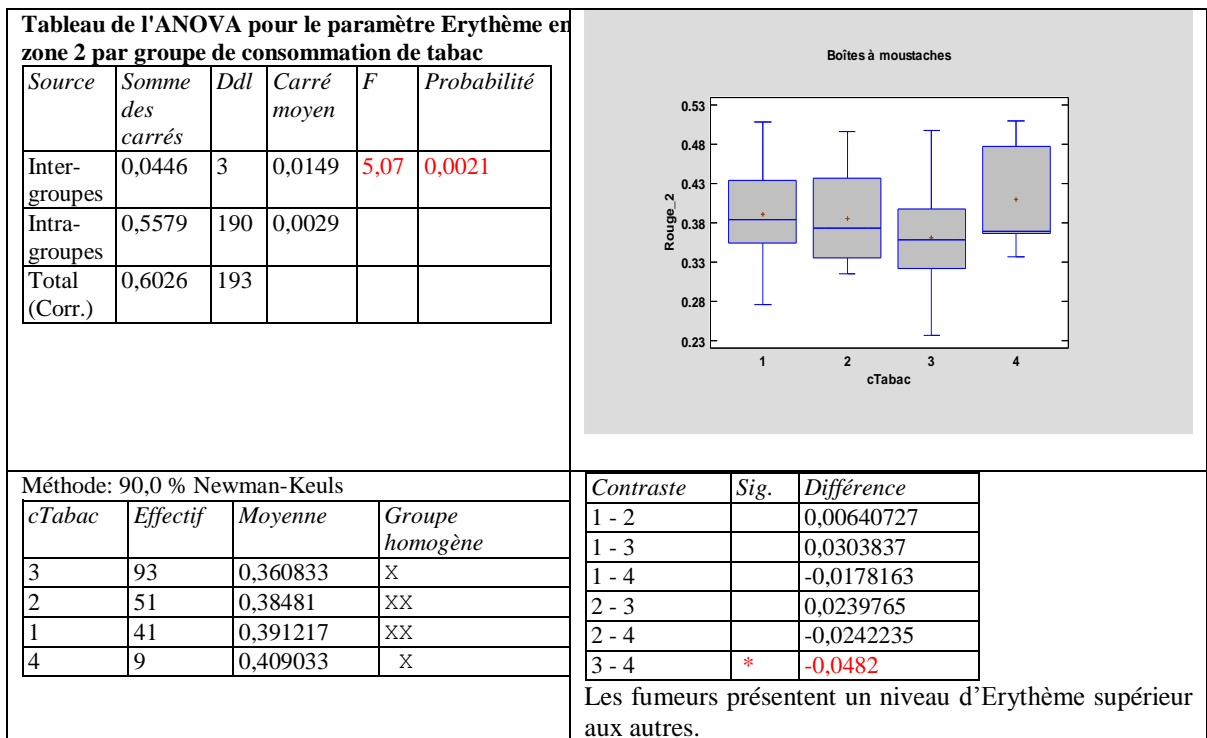 Tableau de l'ANOVA pour le paramètre Erythème en
zone 2 par groupe de consommation de tabac
Source Somme des carrés Ddl Carré moyen F Probabilité
Inter-groupes 0,0446 3 0,0149 5,07 0,0021
Intra-groupes 0,5579 190 0,0029
Total (Corr.) 0,6026 193
Boîtes à moustaches
0.53
0.48
0.43
0.38
0.33
0.28
0.23
Rouge_2
1 2 3 4
cTabac
Méthode: 90,0 % Newman-Keuls
cTabac Effectif Moyenne Groupe homogène
3 93 0,360833 X
2 51 0,38481 XX
1 41 0,391217 XX
4 9 0,409033 X
Contraste Sig. Différence
1 - 2 0,00640727
1 - 3 0,0303837
1 - 4 -0,0178163
2 - 3 0,0239765
2 - 4 -0,0242235
3 - 4 * -0,0482
Les fumeurs présentent un niveau d'Erythème supérieur
aux autres.